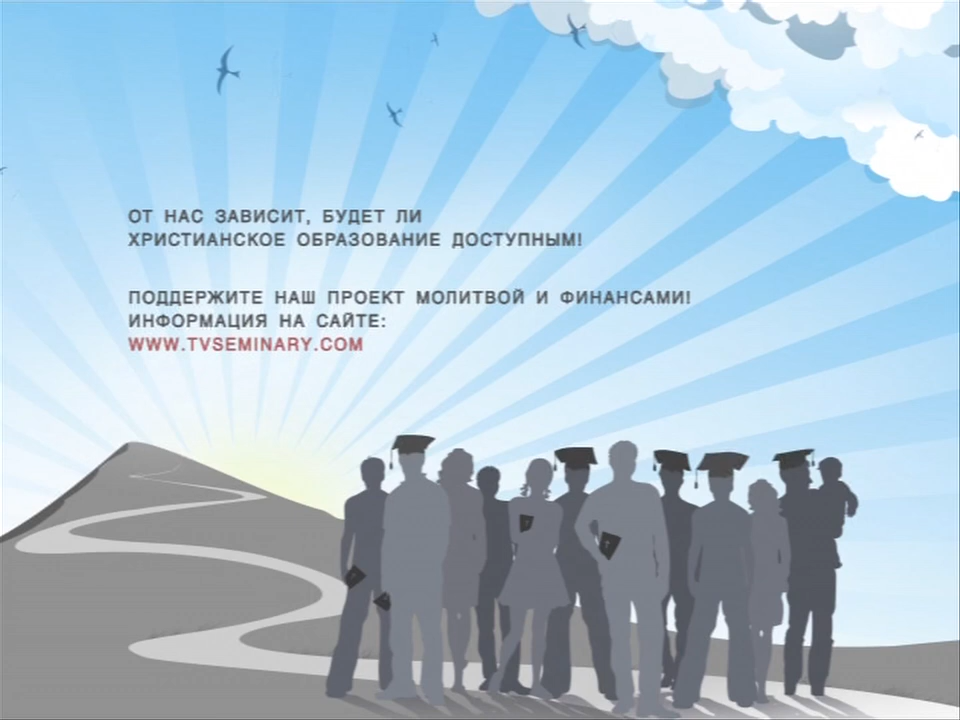 ОТ НАС ЗАВИСИТ, БУДЕТ ЛИ
ХРИСТИАНСКОЕ ОБРАЗОВАНИЕ ДОСТУПНЫМ!
ПОДДЕРЖИТЕ НАШ ПРОЕКТ МОЛИТВОЙ И ФИНАНСАМИ!
ИНФОРМАЦИЯ НА САЙТЕ:
WWW.TVSEMINARY.COM